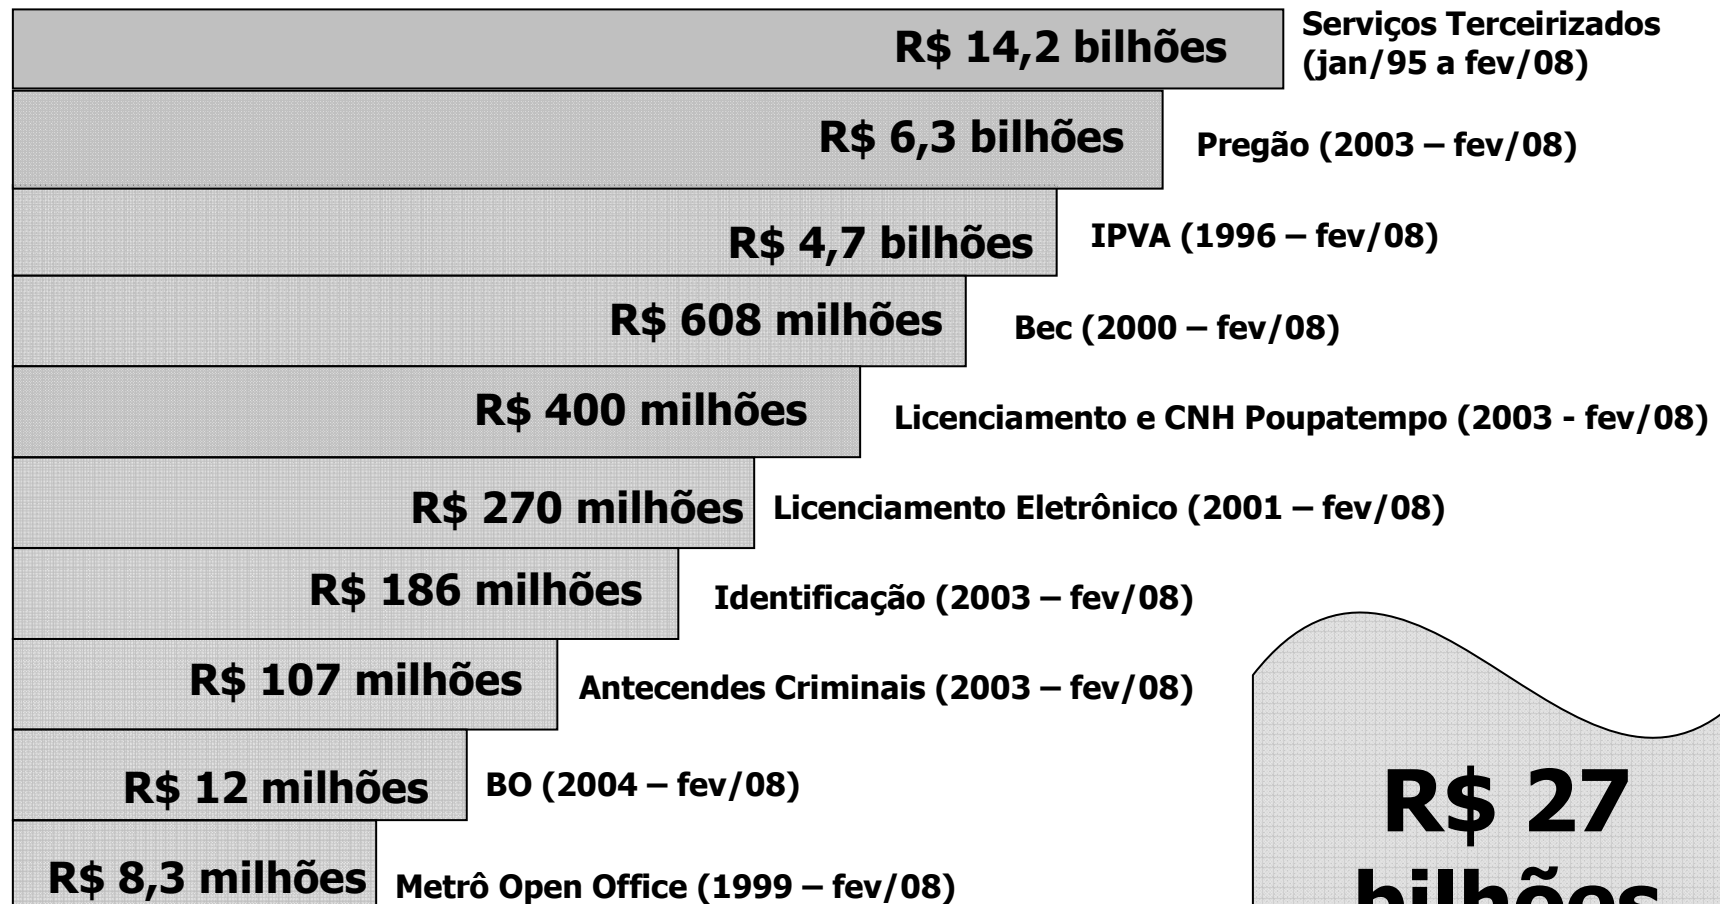 R$ 14,2 bilhões
Serviços Terceirizados
(jan/95 a fev/08)
R$ 6,3 bilhões
Pregão (2003 – fev/08)
R$ 4,7 bilhões
IPVA (1996 – fev/08)
R$ 608 milhões
Bec (2000 – fev/08)
R$ 400 milhões
Licenciamento e CNH Poupatempo (2003 - fev/08)
R$ 270 milhões
Licenciamento Eletrônico (2001 – fev/08)
R$ 186 milhões
Identificação (2003 – fev/08)
R$ 107 milhões
Antecendes Criminais (2003 – fev/08)
R$ 12 milhões
BO (2004 – fev/08)
R$ 8,3 milhões
Metrô Open Office (1999 – fev/08)
R$ 27
bilhões